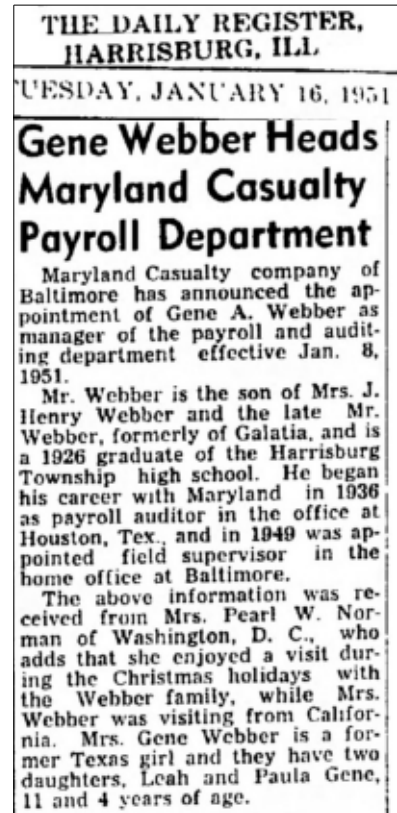 THE DAILY REGISTER,
HARRISBURG, ILL
TUESDAY, JANUARY 16, 1951
Gene Webber Heads
Maryland Casualty
Payroll Department
Maryland Casualty company of
Baltimore has announced the ap-
pointment of Gene A. Webber as
manager of the payroll and audit-
ing department effective Jan. 8,
1951.
Mr. Webber is the son of Mrs. J.
Henry Webber and the late Mr.
Webber, formerly of Galatia, and is
a 1926 graduate of the Harrisburg
Township high school. He began
his career with Maryland in 1936
as payroll auditor in the office at
Houston, Tex., and in 1949 was ap-
pointed field supervisor in the
home office at Baltimore.
The above information was re-
ceived from Mrs. Pearl W. Nor-
man of Washington, D. C., who
adds that she enjoyed a visit dur-
ing the Christmas holidays with
the Webber family, while Mrs.
Webber was visiting from Califor-
nia. Mrs. Gene Webber is a for-
mer Texas girl and they have two
daughters, Leah and Paula Gene,
11 and 4 years of age.